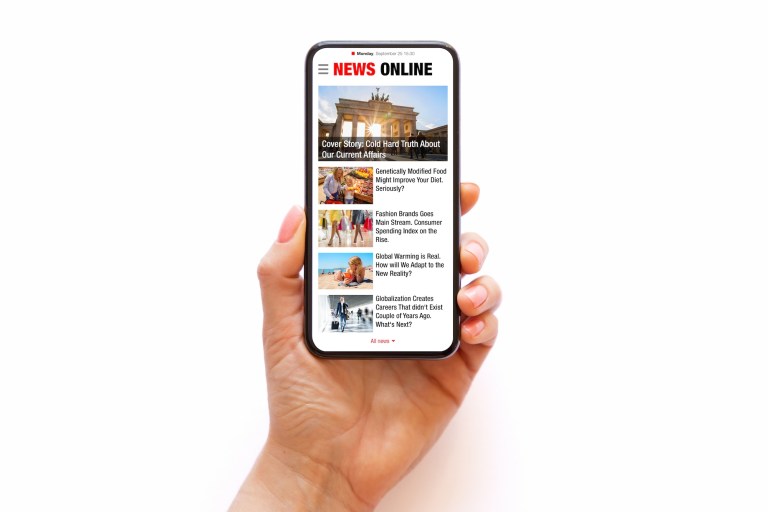 Monday, September 20, 10:30
NEWS ONLINE
Cover Story: Cold Hard Truth About
Our Current Affairs
Genetically Modified Food
Might Improve Your Diet.
Seriously?
Fashion Brands Goes
Main Stream. Consumer
Spending Index on the
Rise.
Global Warming is Real.
How will We Adapt to the
New Reality?
Globalization Creates
Careers That didn't Exist
Couple of Years Ago.
What's Next?
All news